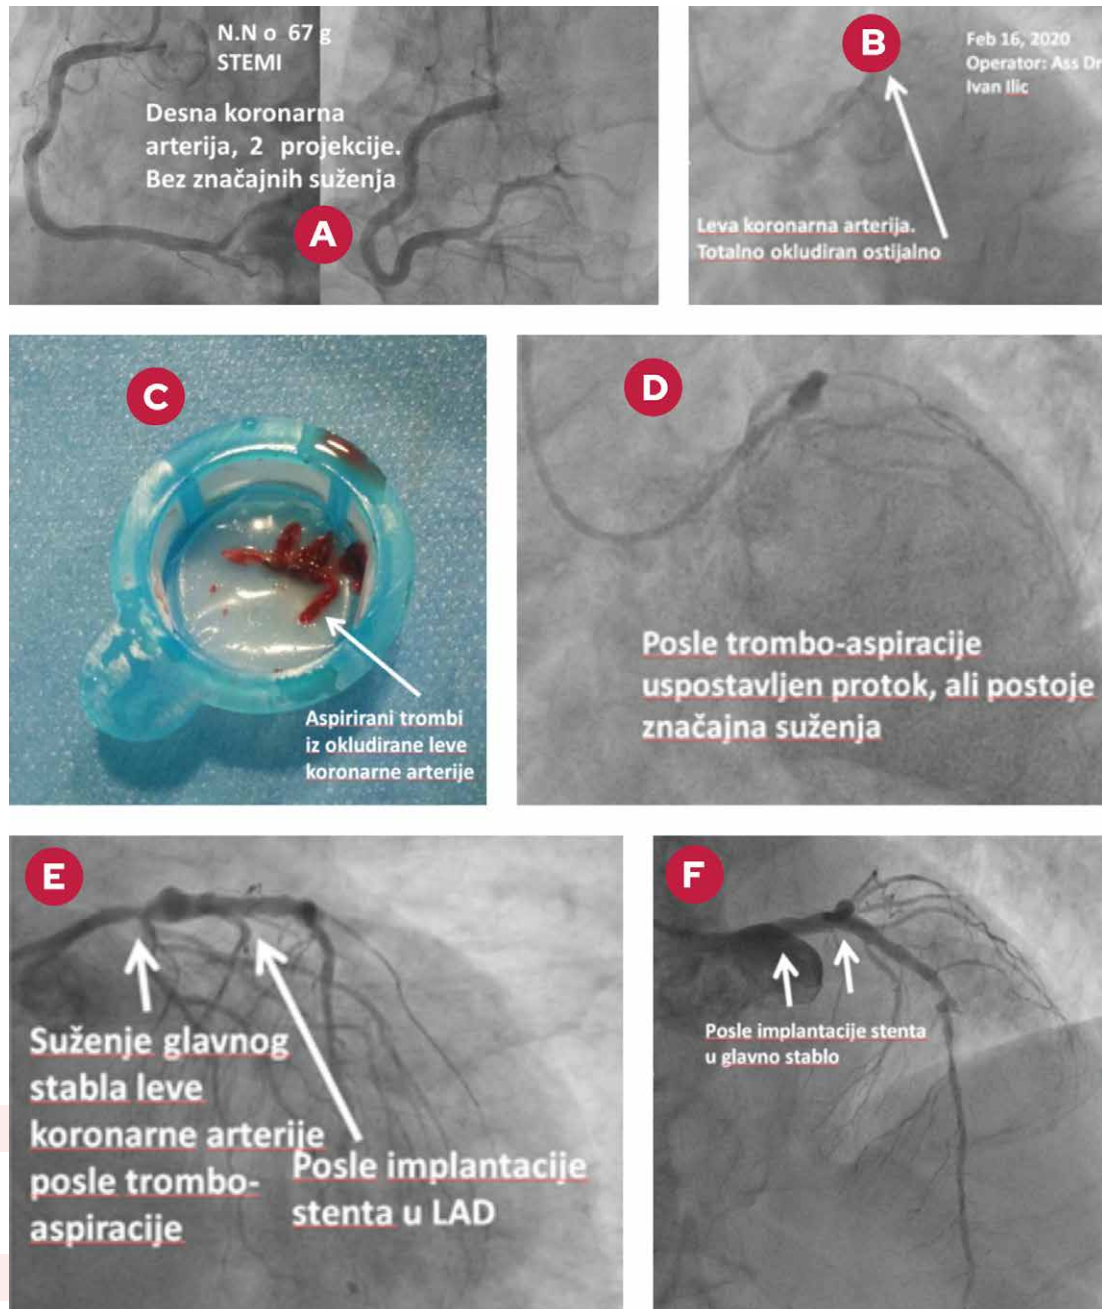 N.N o 67 g
STEMI
Desna koronarna
arterija, 2 projekcije.
Bez značajnih suženja
A
B
Feb 16, 2020
Operator: Ass Dr
Ivan Ilic
Leva koronarna arterija.
Totalno okludiran ostijalno
C
Aspirirani trombi
iz okludirane leve
koronarne arterije
D
Posle trombo-aspiracije
uspostavljen protok, ali postoje
značajna suženja
E
Suženje glavnog
stabla leve
koronarne arterije
posle trombo-
aspiracije
Posle implantacije
stenta u LAD
F
Posle implantacije stenta
u glavno stablo